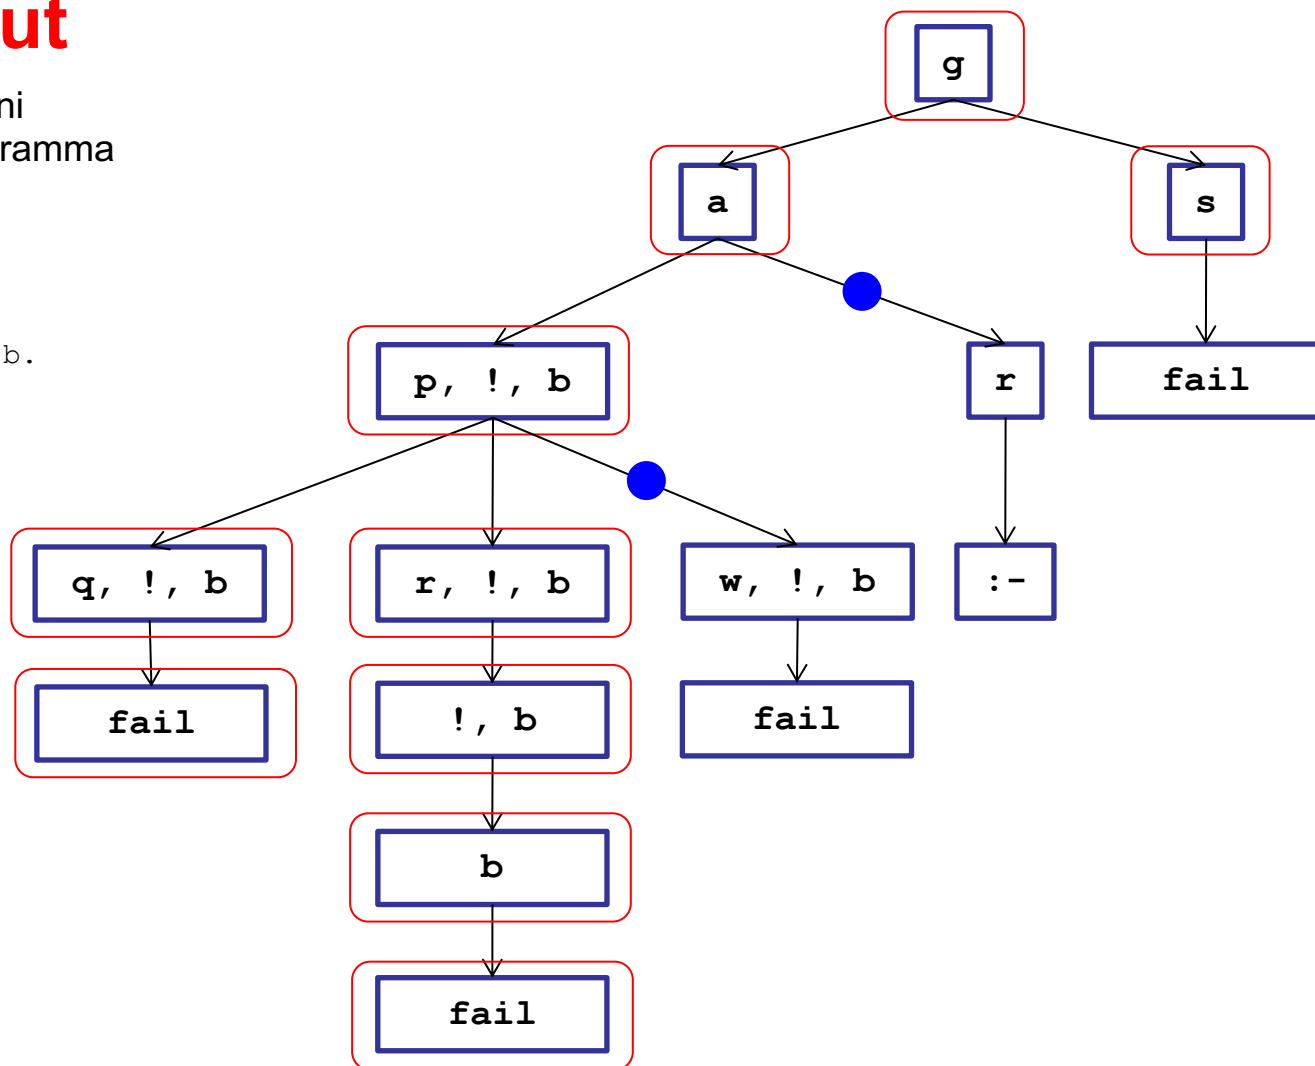 ut
ni
ramma
b.
g
a
s
p, !, b
r
fail
q, !, b
r, !, b
w, !, b
:-
fail
!, b
fail
b
fail